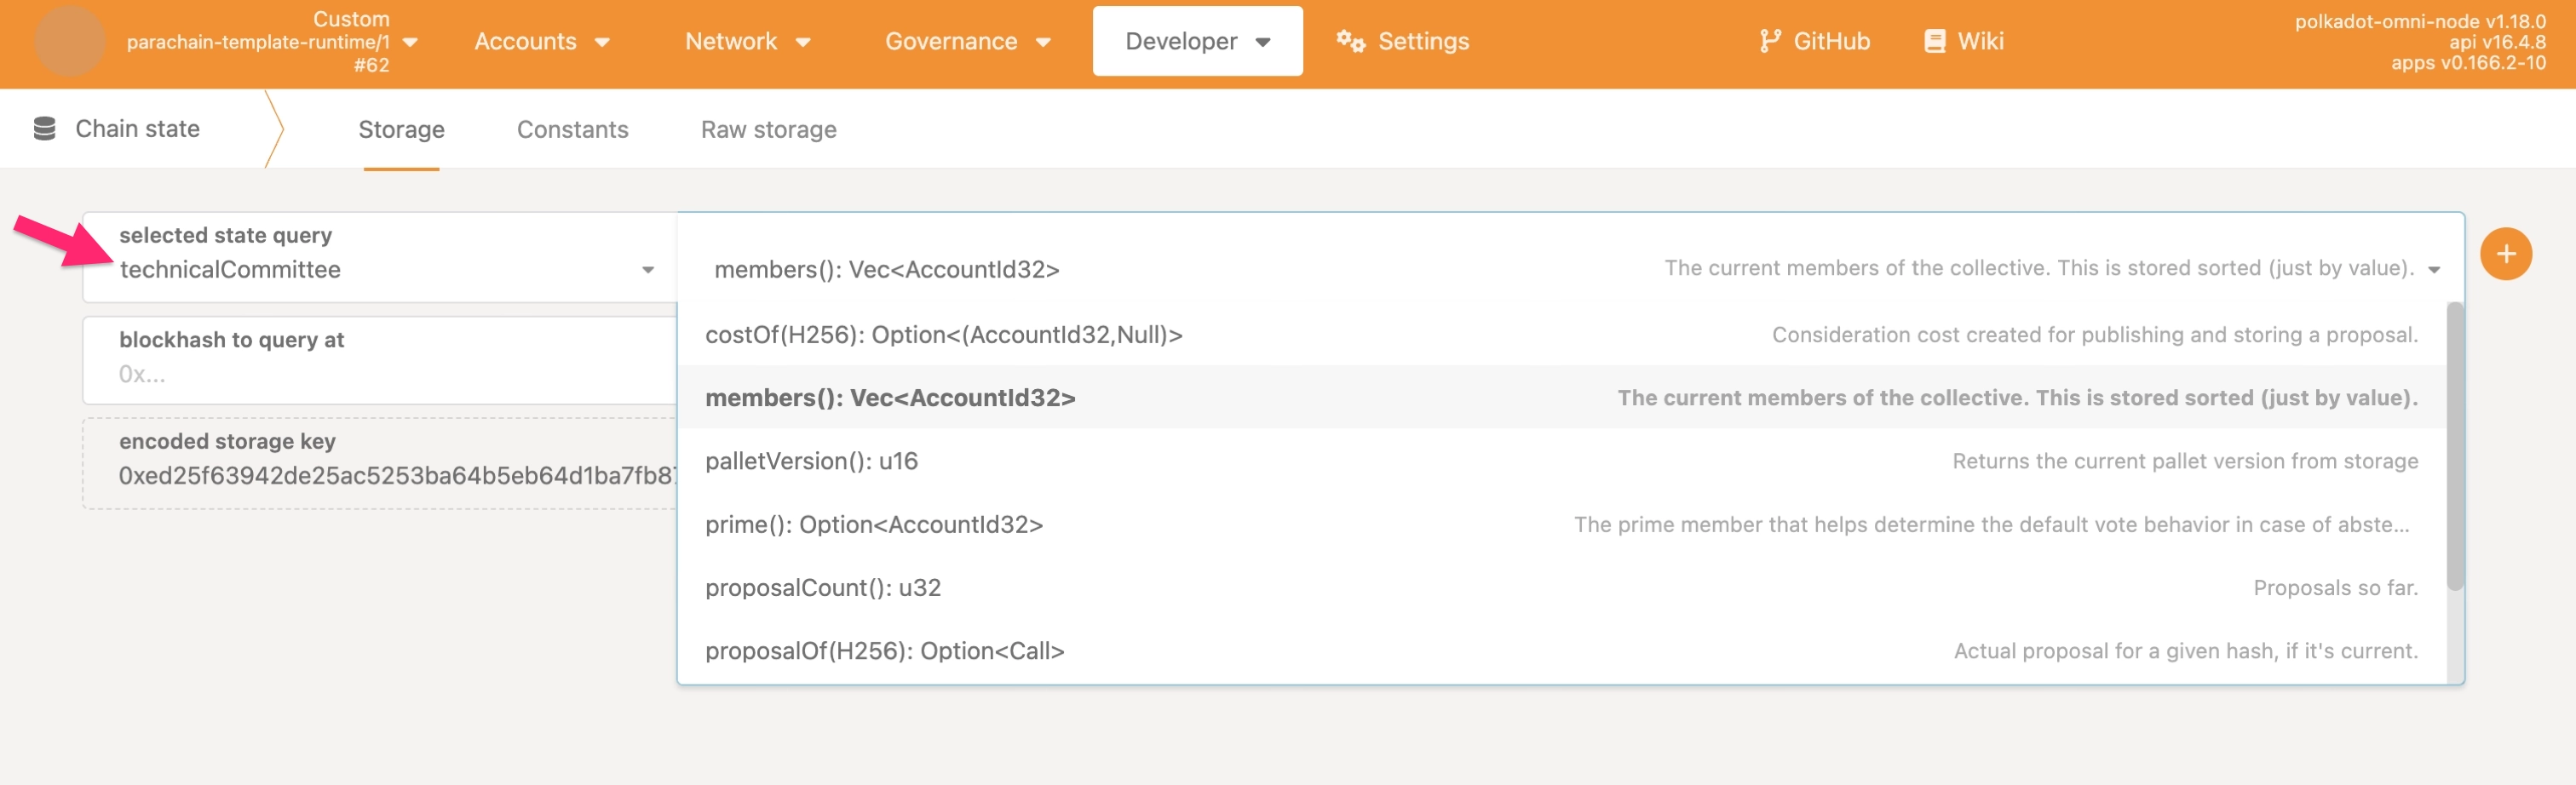 Custom
parachain-template-runtime/1
#62
Accounts
Network
Governance
Developer
Settings
GitHub
Wiki
polkadot-omni-node v1.18.0
api v16.4.8
apps v0.166.2-10
Chain state
Storage
Constants
Raw storage
selected state query
technicalCommittee
members(): Vec<AccountId32>
The current members of the collective. This is stored sorted (just by value).
blockhash to query at
0x...
encoded storage key
0xed25f63942de25ac5253ba64b5eb64d1ba7fb87
costOf(H256): Option<(AccountId32,Null)>
Consideration cost created for publishing and storing a proposal.
members(): Vec<AccountId32>
The current members of the collective. This is stored sorted (just by value).
palletVersion(): u16
Returns the current pallet version from storage
prime(): Option<AccountId32>
The prime member that helps determine the default vote behavior in case of abste...
proposalCount(): u32
Proposals so far.
proposalOf(H256): Option<Call>
Actual proposal for a given hash, if it's current.